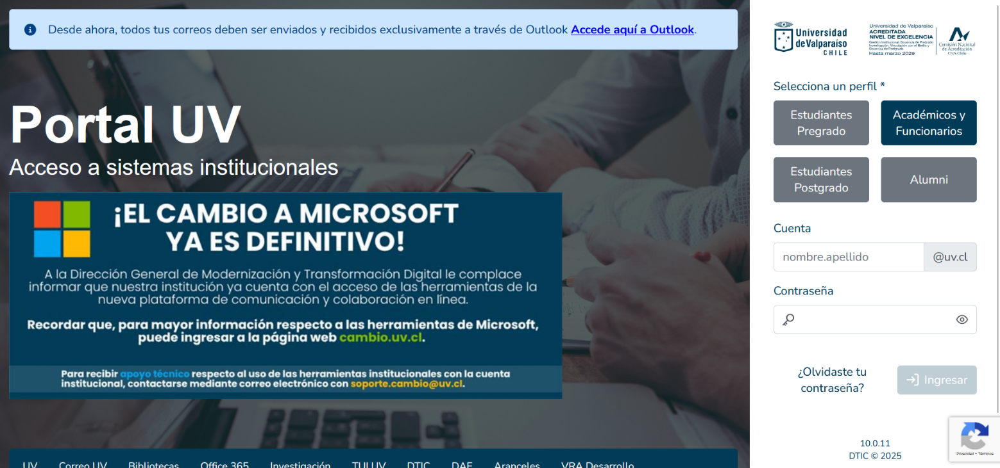 Desde ahora, todos tus correos deben ser enviados y recibidos exclusivamente a través de Outlook Accede aquí a Outlook.
Portal UV
Acceso a sistemas institucionales
¡EL CAMBIO A MICROSOFT
YA ES DEFINITIVO!
A la Dirección General de Modernización y Transformación Digital le complace
informar que nuestra institución ya cuenta con el acceso de las herramientas de la
nueva plataforma de comunicación y colaboración en línea.
Recordar que, para mayor información respecto a las herramientas de Microsoft,
puede ingresar a la página web cambio.uv.cl.
Para recibir apoyo técnico respecto al uso de las herramientas institucionales con la cuenta
institucional, contactarse mediante correo electrónico con soporte.cambio@uv.cl.
UV Correo UV Bibliotecas Office 365 Investigación TUI UV DTIC DAE Aranceles VRA Desarrollo
Universidad
de Valparaíso
CHILE
Universidad de Valparaíso
ACREDITADA
NIVEL DE EXCELENCIA
Gestión Institucional, Docencia de Pregrado
Investigación, Vinculación con el Medio y
Docencia de Postgrado
Hasta marzo 2029
Comisión Nacional
de Acreditación
CNA-Chile
Selecciona un perfil *
Estudiantes
Pregrado
Académicos y
Funcionarios
Estudiantes
Postgrado
Alumni
Cuenta
nombre.apellido @uv.cl
Contraseña
¿Olvidaste tu
contraseña?
Ingresar
10.0.11
DTIC © 2025
Privacidad - Términos